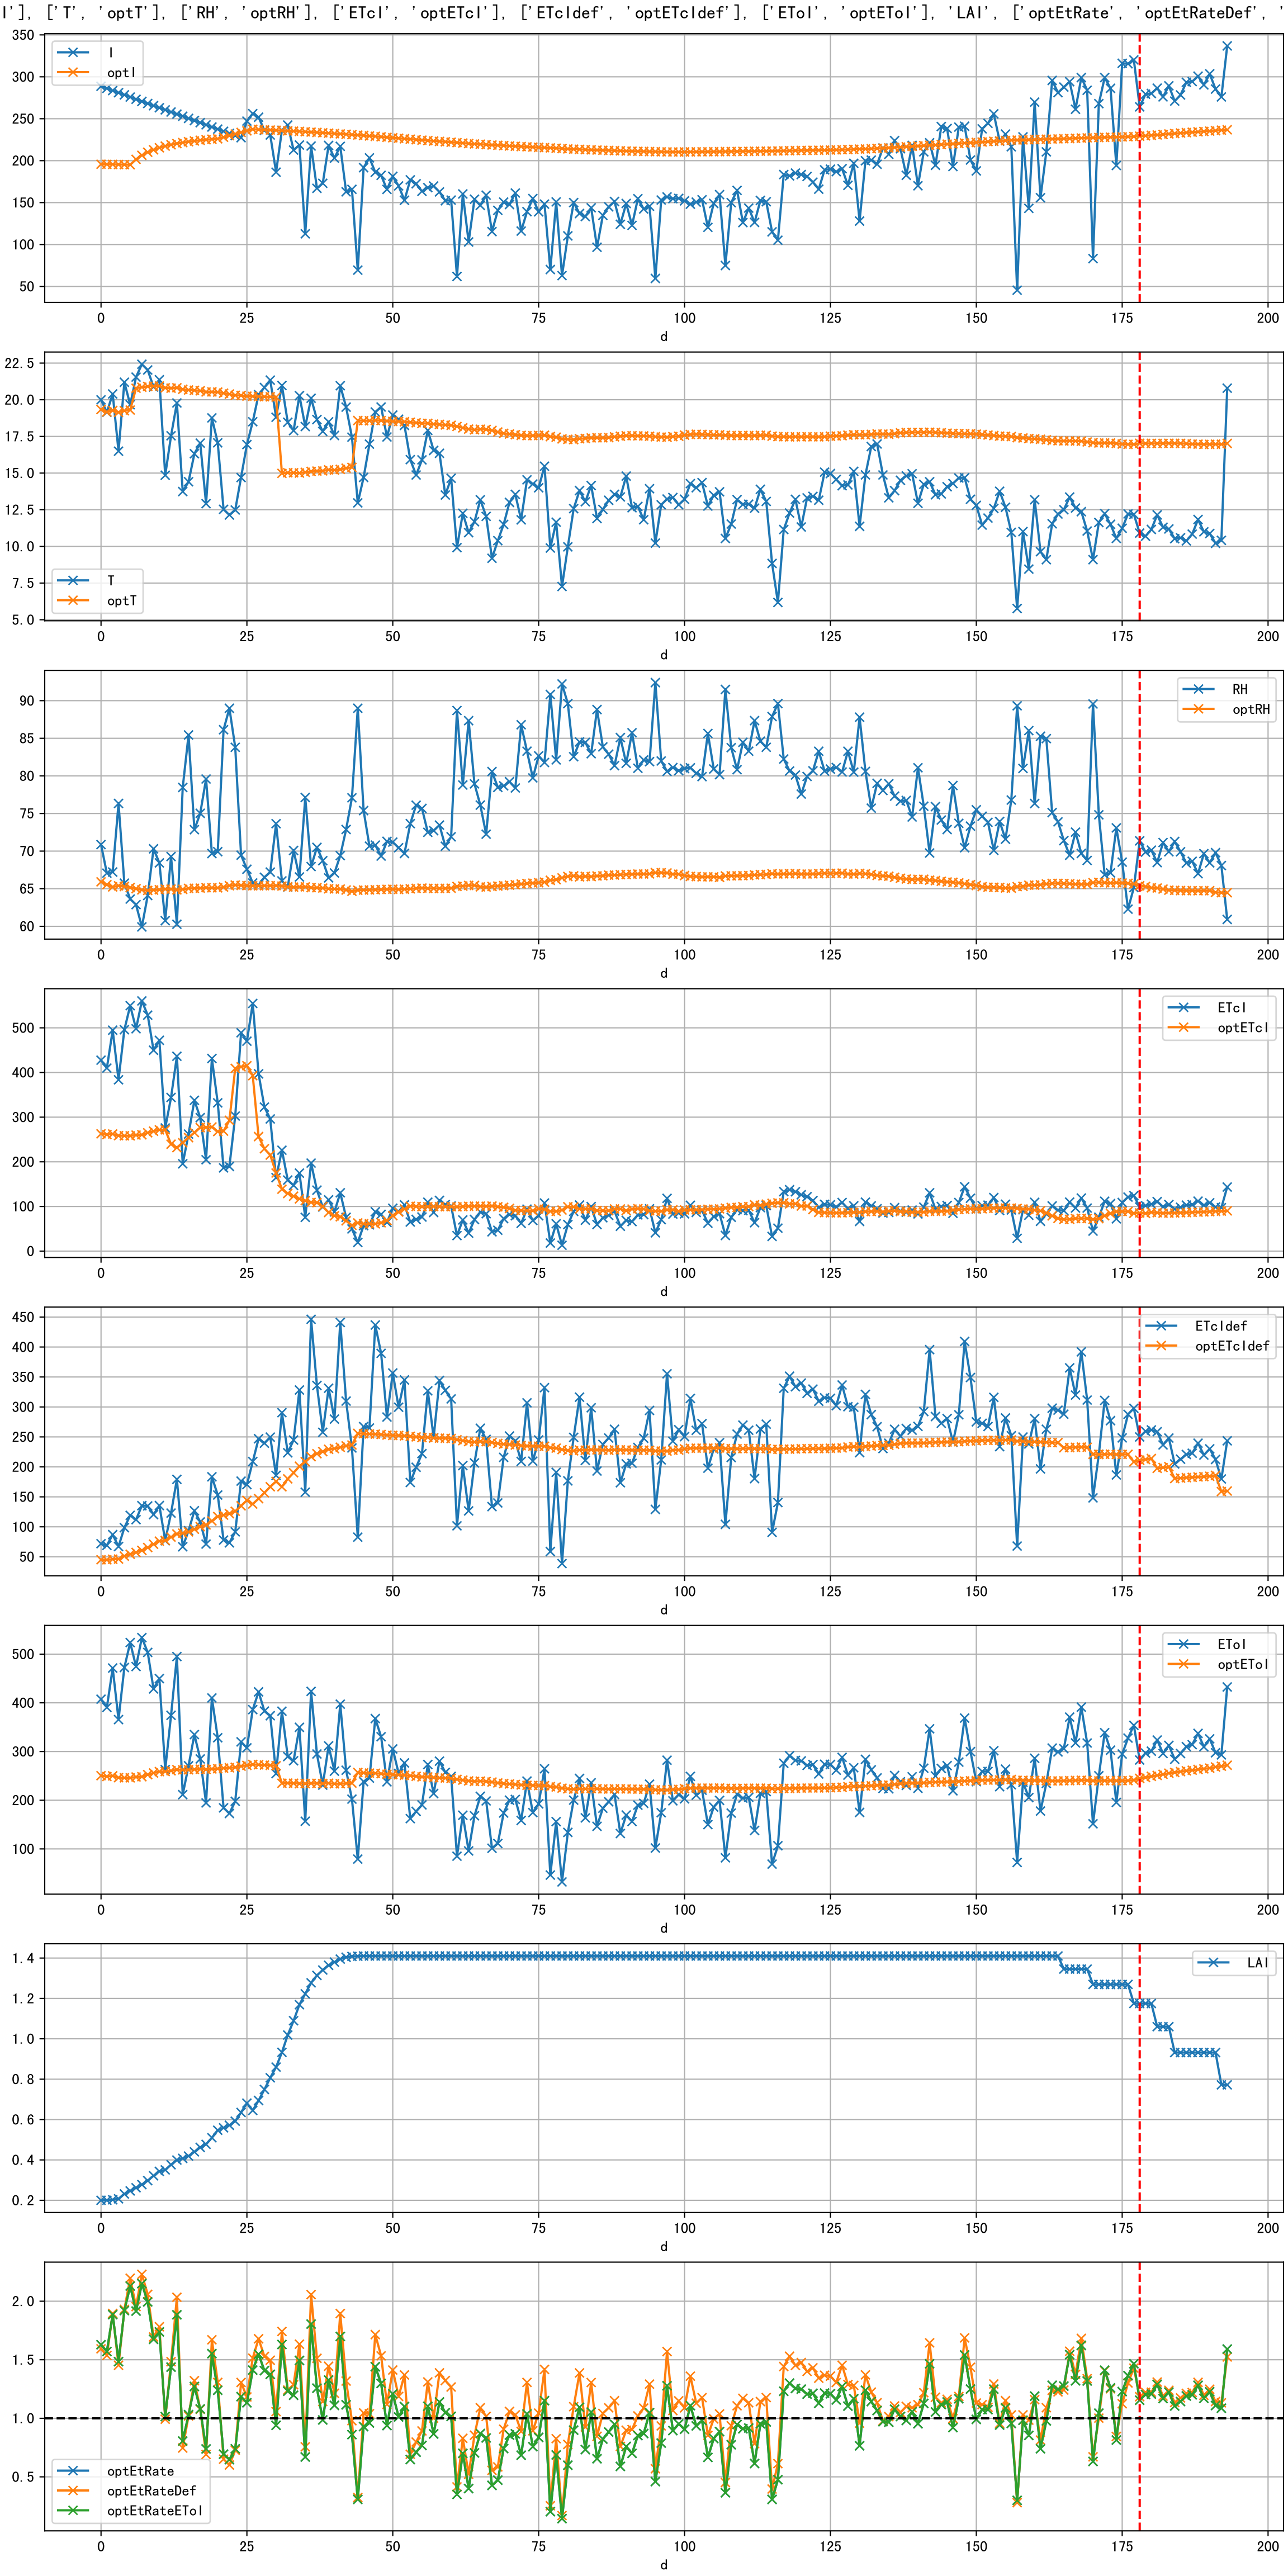 I'], ['T', 'optT'], ['RH', 'optRH'], ['ETcI', 'optETcI'], ['ETcIdef', 'optETcIdef'], ['EToI', 'optEToI'], 'LAI', ['optEtRate', 'optEtRateDef', '
350
300
250
200
150
100
50
I
optI
0 25 50 75 100 125 150 175 200
d
22.5
20.0
17.5
15.0
12.5
10.0
7.5
5.0
T
optT
0 25 50 75 100 125 150 175 200
d
90
85
80
75
70
65
60
RH
optRH
0 25 50 75 100 125 150 175 200
d
500
400
300
200
100
0
ETcI
optETcI
0 25 50 75 100 125 150 175 200
d
450
400
350
300
250
200
150
100
50
ETcIdef
optETcIdef
0 25 50 75 100 125 150 175 200
d
500
400
300
200
100
EToI
optEToI
0 25 50 75 100 125 150 175 200
d
1.4
1.2
1.0
0.8
0.6
0.4
0.2
LAI
0 25 50 75 100 125 150 175 200
d
2.0
1.5
1.0
0.5
optEtRate
optEtRateDef
optEtRateEToI
0 25 50 75 100 125 150 175 200
d